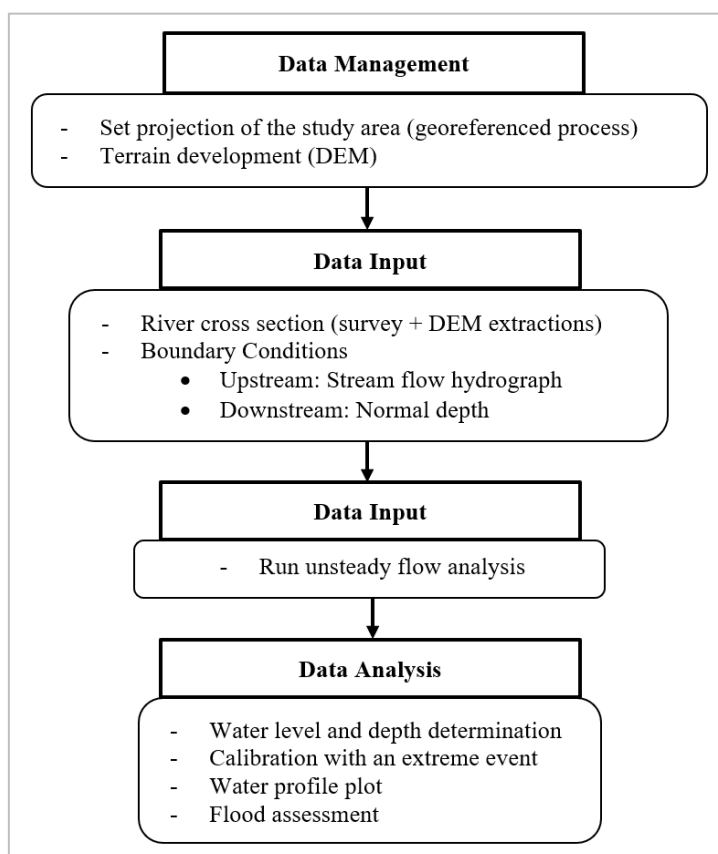 Data Management
- Set projection of the study area (georeferenced process)
- Terrain development (DEM)
Data Input
- River cross section (survey + DEM extractions)
- Boundary Conditions
• Upstream: Stream flow hydrograph
• Downstream: Normal depth
Data Input
- Run unsteady flow analysis
Data Analysis
- Water level and depth determination
- Calibration with an extreme event
- Water profile plot
- Flood assessment